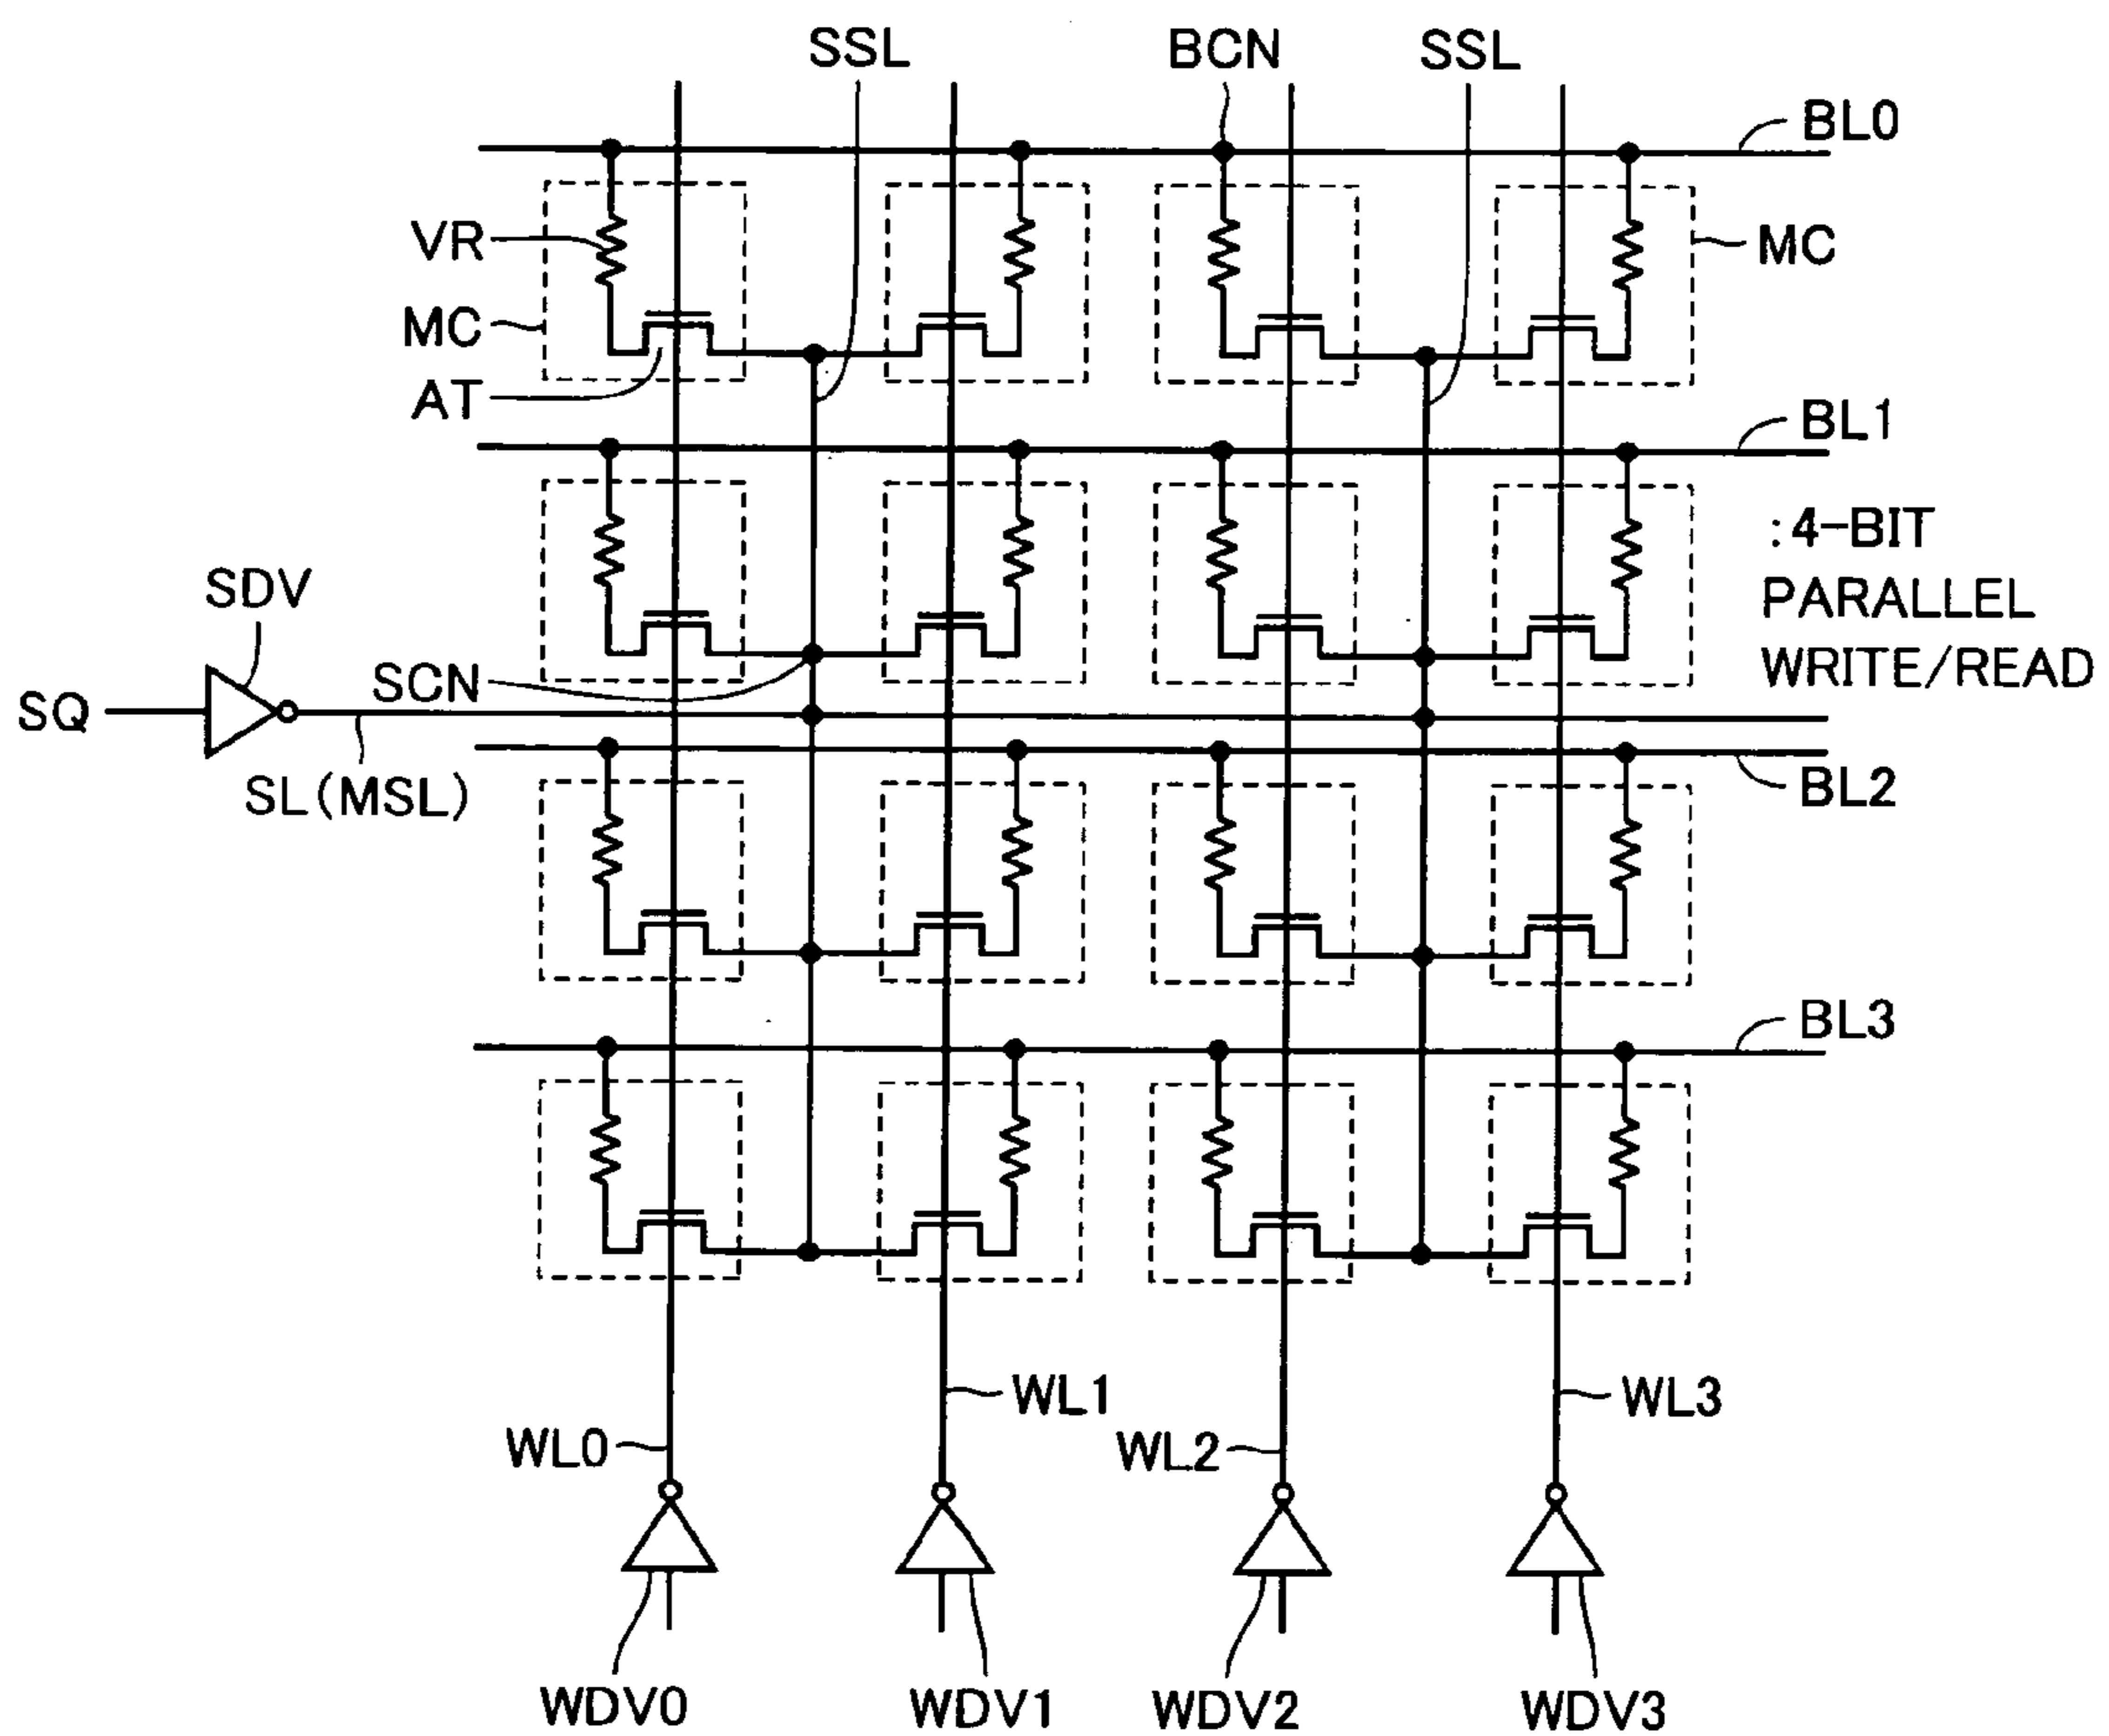 SSL
BCN
SSL
BL0
VR
MC
MC
AT
BL1
:4-BIT
PARALLEL
WRITE/READ
SDV
SCN
SQ
SL(MSL)
BL2
BL3
WL1
WL3
WL0
WL2
WDV0
WDV1
WDV2
WDV3